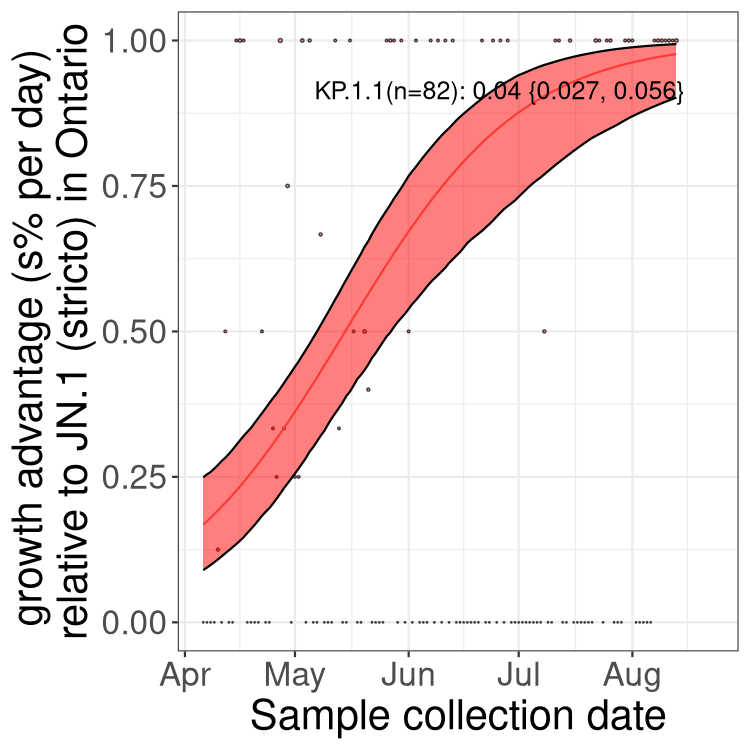 growth advantage (s% per day)
relative to JN.1 (stricto) in Ontario
1.00
0.75
0.50
0.25
0.00
KP.1.1(n=82): 0.04 {0.027, 0.056}
Apr May Jun Jul Aug
Sample collection date